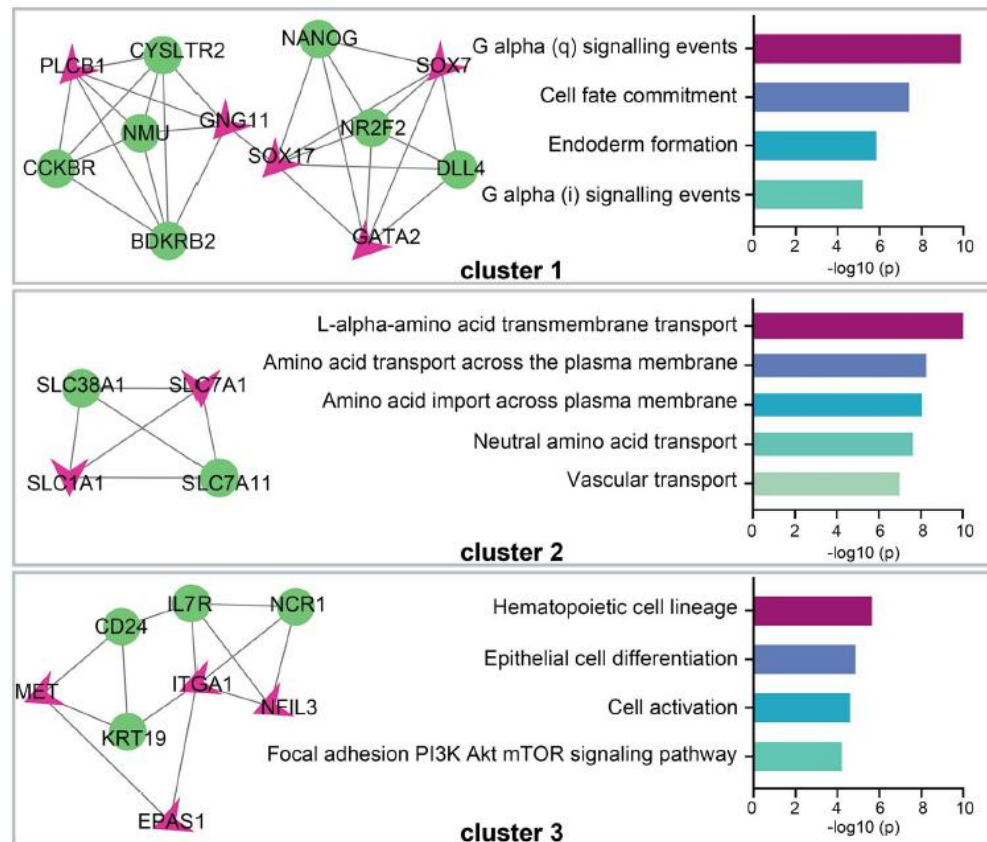 PLCB1
CYSLTR2
NMU
GNG11
CCKBR
BDKRB2
NANOG
SOX7
NR2F2
SOX17
DLL4
GATA2
cluster 1
G alpha (q) signalling events
Cell fate commitment
Endoderm formation
G alpha (i) signalling events
0 2 4 6 8 10
-log10 (p)
SLC38A1
SLC7A1
SLC1A1
SLC7A11
cluster 2
L-alpha-amino acid transmembrane transport
Amino acid transport across the plasma membrane
Amino acid import across plasma membrane
Neutral amino acid transport
Vascular transport
0 2 4 6 8 10
-log10 (p)
IL7R
NCR1
CD24
MET
ITGA1
NFIL3
KRT19
EPAS1
cluster 3
Hematopoietic cell lineage
Epithelial cell differentiation
Cell activation
Focal adhesion PI3K Akt mTOR signaling pathway
0 2 4 6 8 10
-log10 (p)